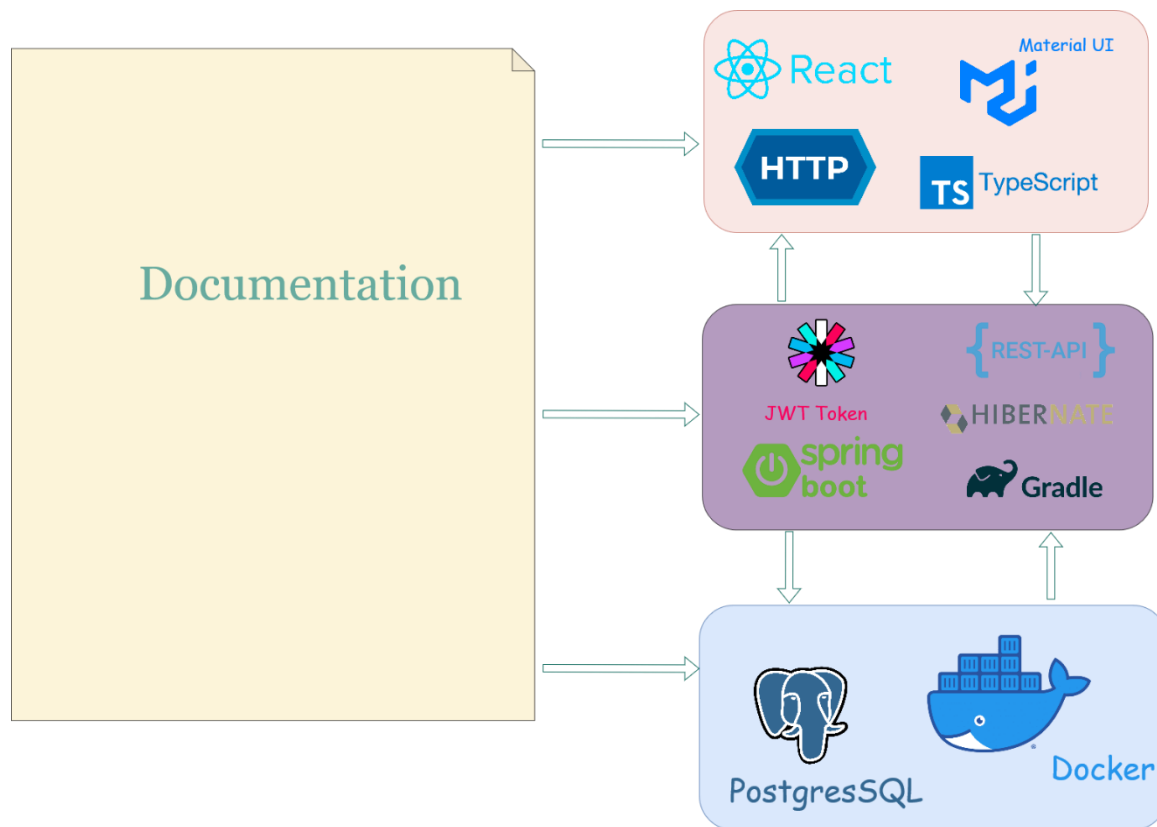 Documentation
React
Material UI
HTTP
TS TypeScript
JWT Token
{REST-API}
HIBERNATE
spring
boot
Gradle
PostgresSQL
Docker